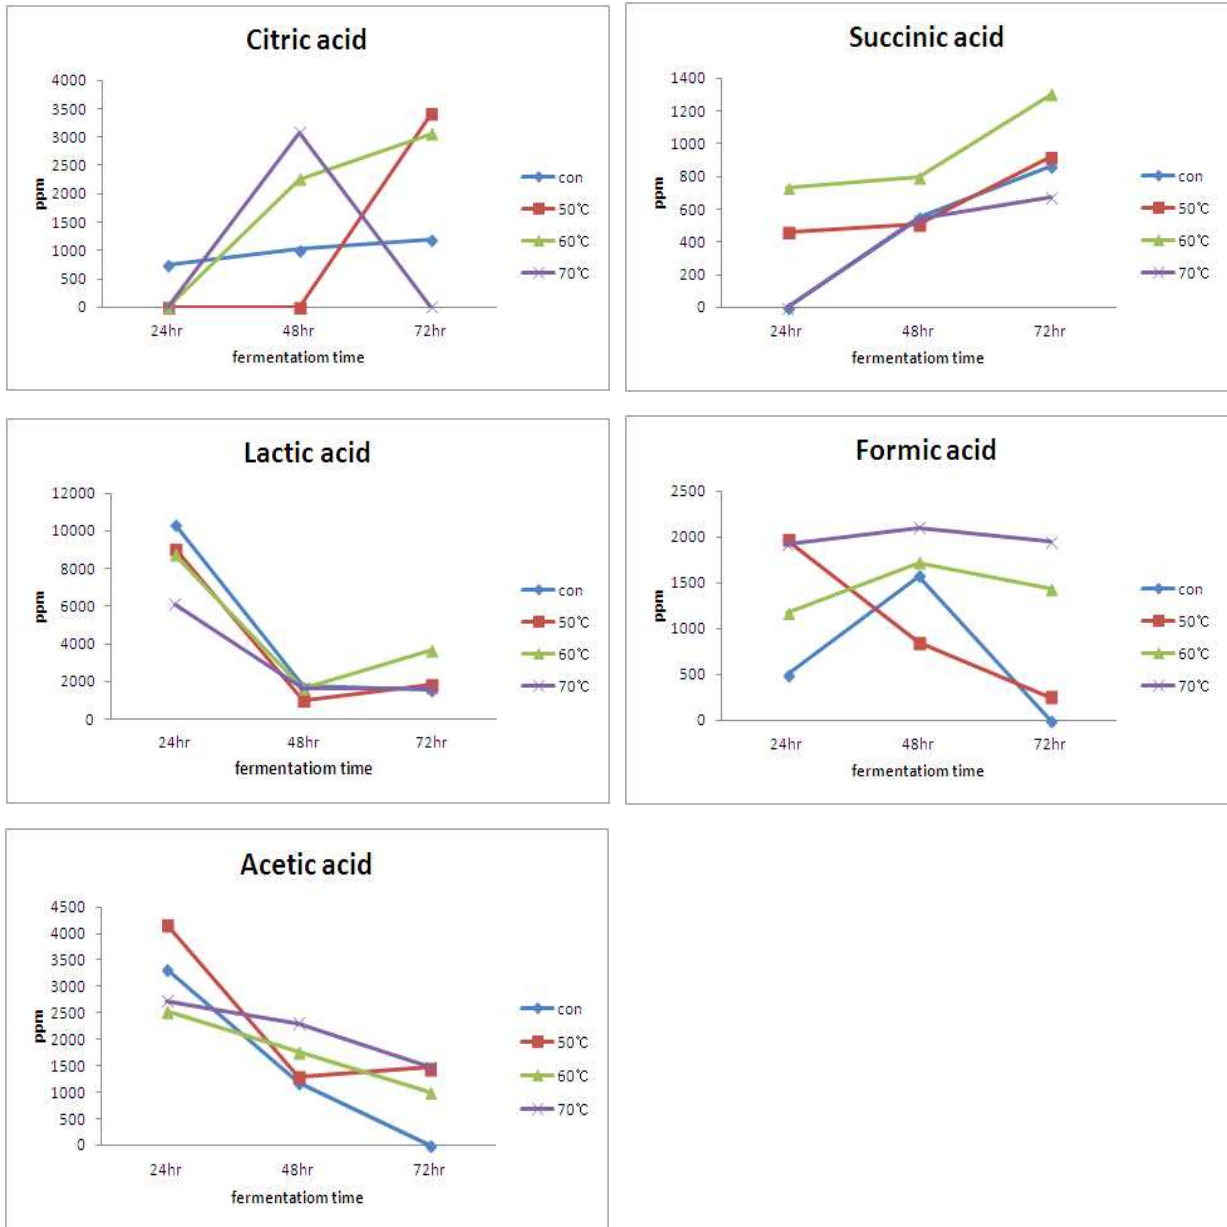 Citric acid
4000
3500
3000
2500
2000
1500
1000
500
0
ppm
24hr 48hr 72hr
fermentatiom time
con
50℃
60℃
70℃
Succinic acid
1400
1200
1000
800
600
400
200
0
ppm
24hr 48hr 72hr
fermentatiom time
con
50℃
60℃
70℃
Lactic acid
12000
10000
8000
6000
4000
2000
0
ppm
24hr 48hr 72hr
fermentatiom time
con
50℃
60℃
70℃
Formic acid
2500
2000
1500
1000
500
0
ppm
24hr 48hr 72hr
fermentatiom time
con
50℃
60℃
70℃
Acetic acid
4500
4000
3500
3000
2500
2000
1500
1000
500
0
ppm
24hr 48hr 72hr
fermentatiom time
con
50℃
60℃
70℃